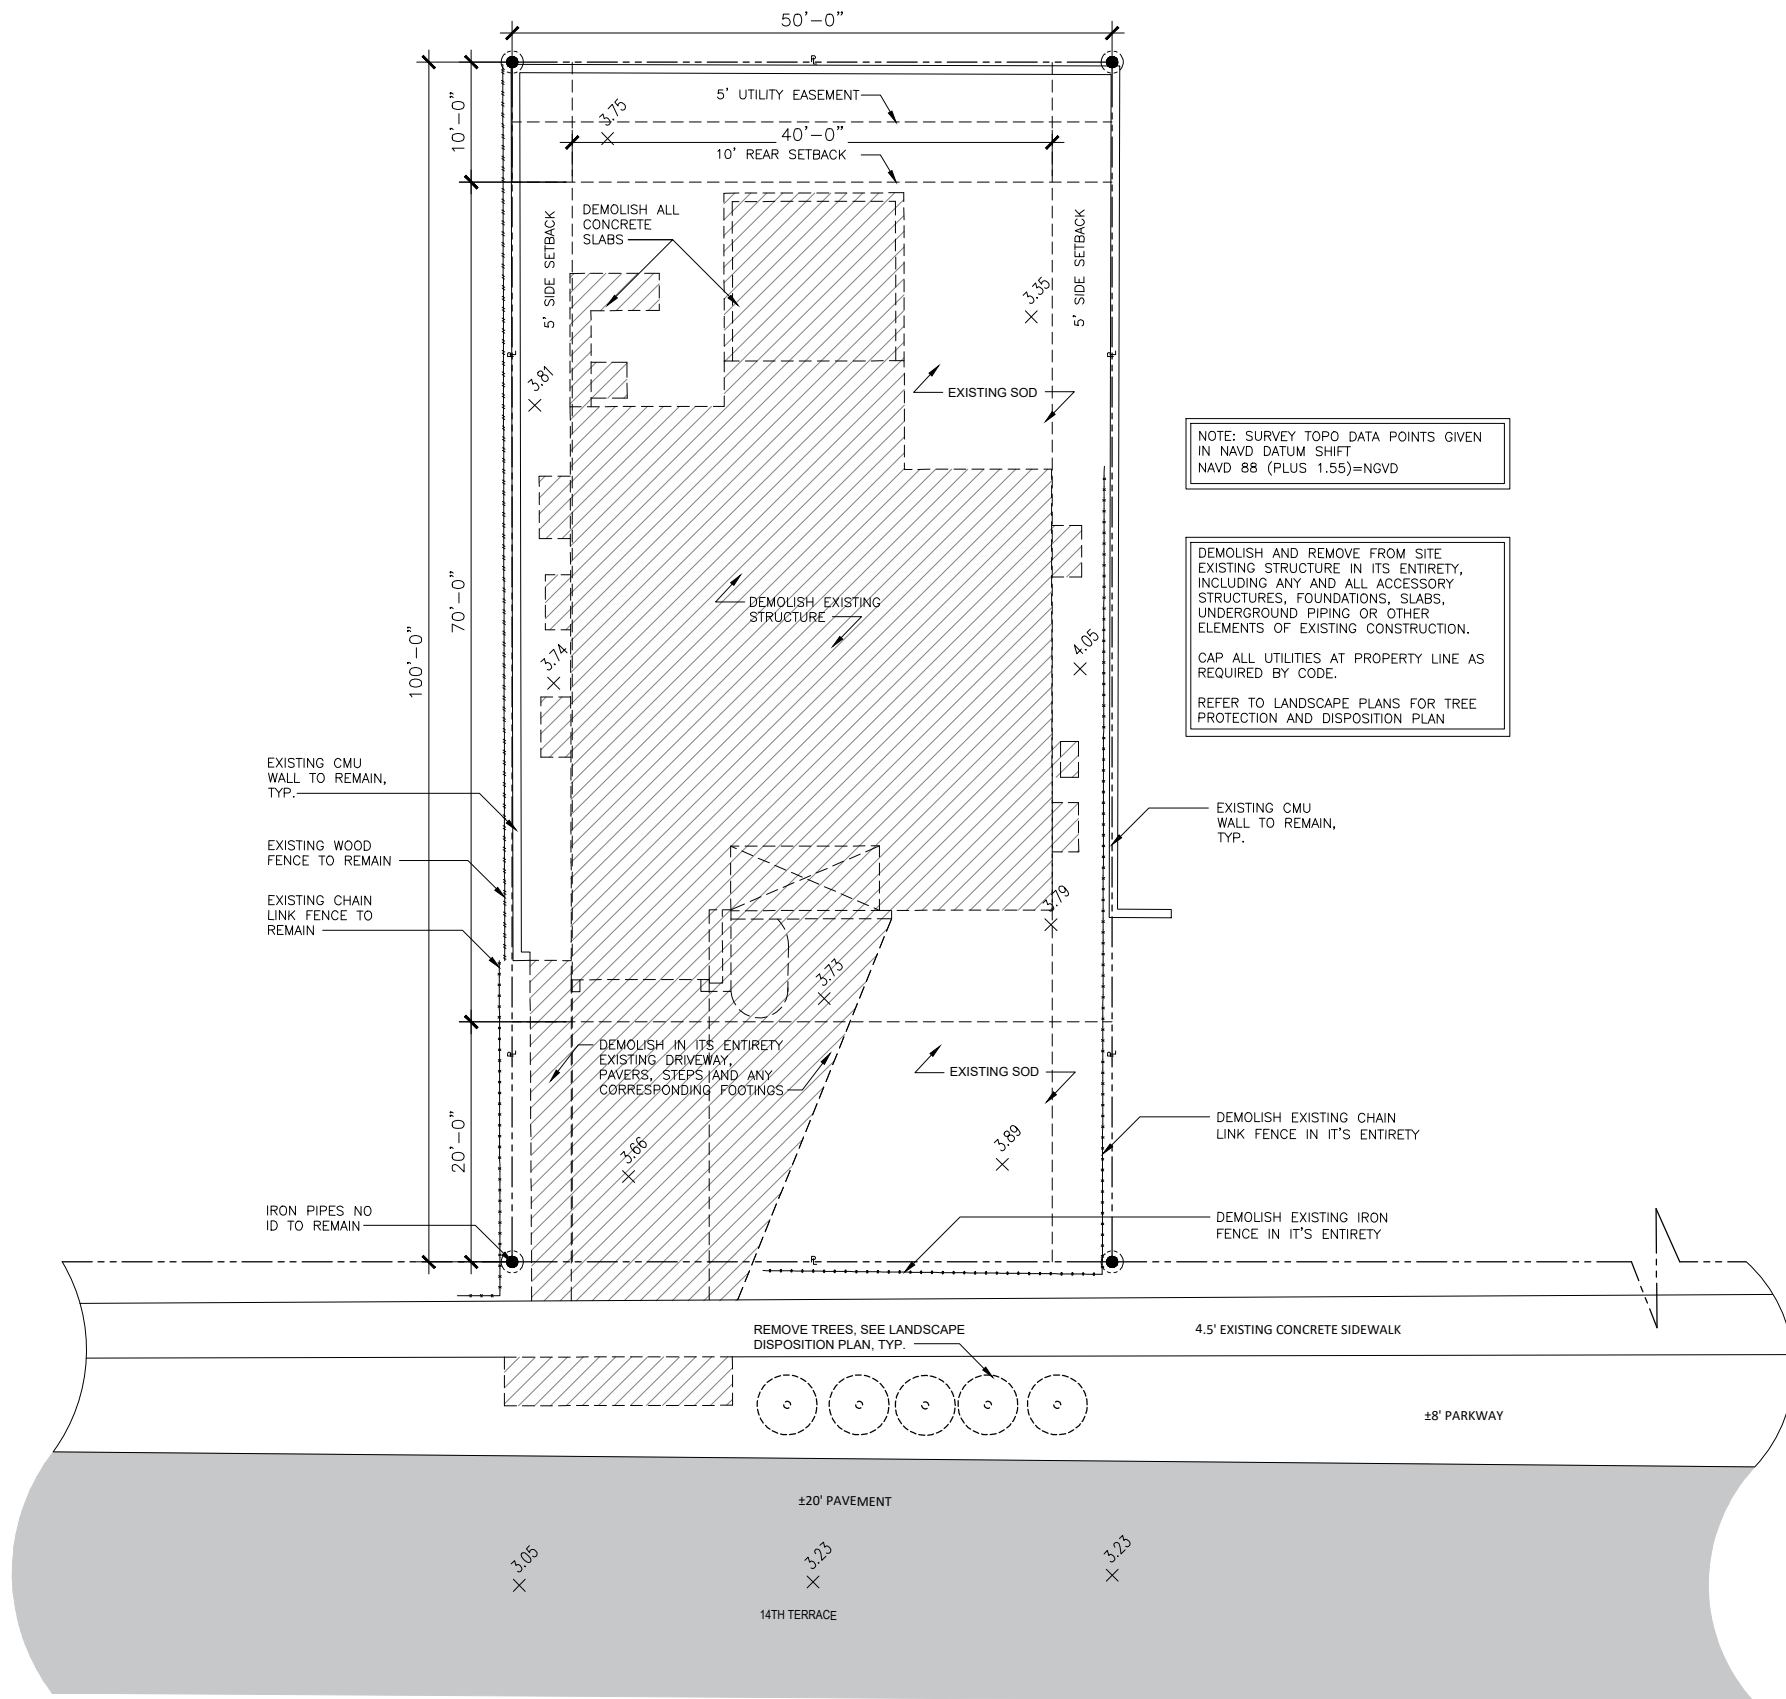 50'-0"
10'-0"
5' UTILITY EASEMENT
3.75
40'-0"
10' REAR SETBACK
DEMOLISH ALL
CONCRETE
SLABS
5' SIDE SETBACK
5' SIDE SETBACK
3.35
3.81
EXISTING SOD
NOTE: SURVEY TOPO DATA POINTS GIVEN
IN NAVD DATUM SHIFT
NAVD 88 (PLUS 1.55)=NGVD
DEMOLISH AND REMOVE FROM SITE
EXISTING STRUCTURE IN ITS ENTIRETY,
INCLUDING ANY AND ALL ACCESSORY
STRUCTURES, FOUNDATIONS, SLABS,
UNDERGROUND PIPING OR OTHER
ELEMENTS OF EXISTING CONSTRUCTION.
CAP ALL UTILITIES AT PROPERTY LINE AS
REQUIRED BY CODE.
REFER TO LANDSCAPE PLANS FOR TREE
PROTECTION AND DISPOSITION PLAN
70'-0"
100'-0"
DEMOLISH EXISTING
STRUCTURE
3.74
4.05
EXISTING CMU
WALL TO REMAIN,
TYP.
EXISTING CMU
WALL TO REMAIN,
TYP.
EXISTING WOOD
FENCE TO REMAIN
EXISTING CHAIN
LINK FENCE TO
REMAIN
3.79
3.73
DEMOLISH IN ITS ENTIRETY
EXISTING DRIVEWAY,
PAVERS, STEPS AND ANY
CORRESPONDING FOOTINGS
EXISTING SOD
20'-0"
3.66
3.89
DEMOLISH EXISTING CHAIN
LINK FENCE IN IT'S ENTIRETY
IRON PIPES NO
ID TO REMAIN
DEMOLISH EXISTING IRON
FENCE IN IT'S ENTIRETY
REMOVE TREES, SEE LANDSCAPE
DISPOSITION PLAN, TYP.
4.5' EXISTING CONCRETE SIDEWALK
±8' PARKWAY
±20' PAVEMENT
3.05
3.23
3.23
14TH TERRACE